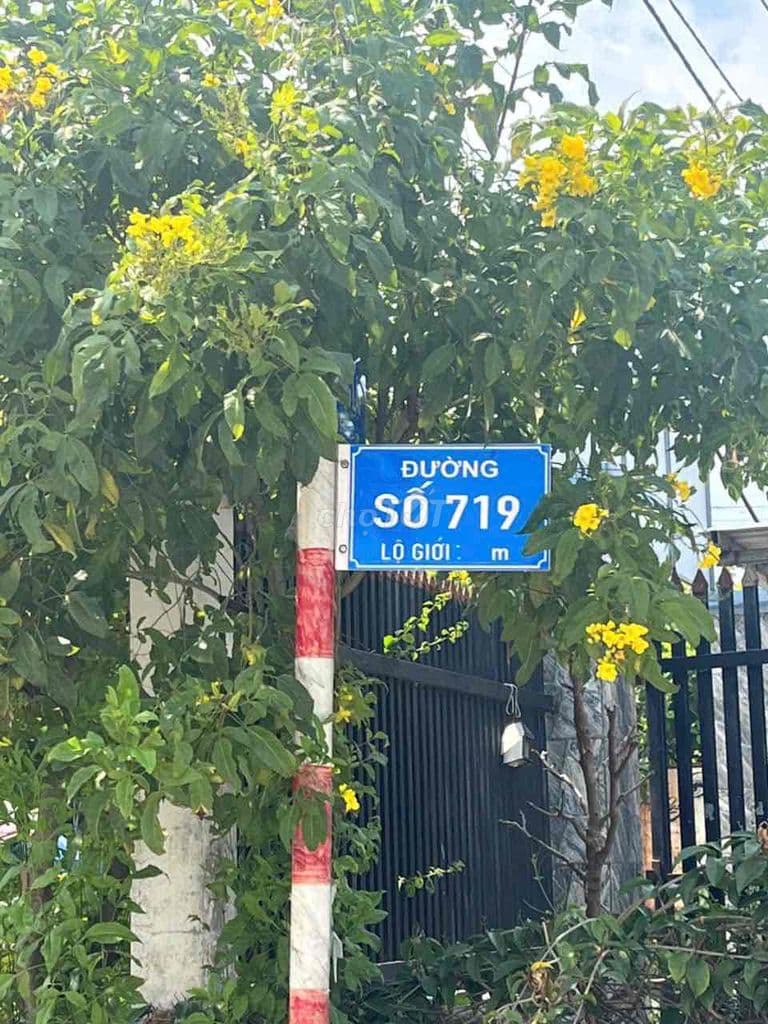 ĐƯỜNG
SỐ 719
LỘ GIỚI : m